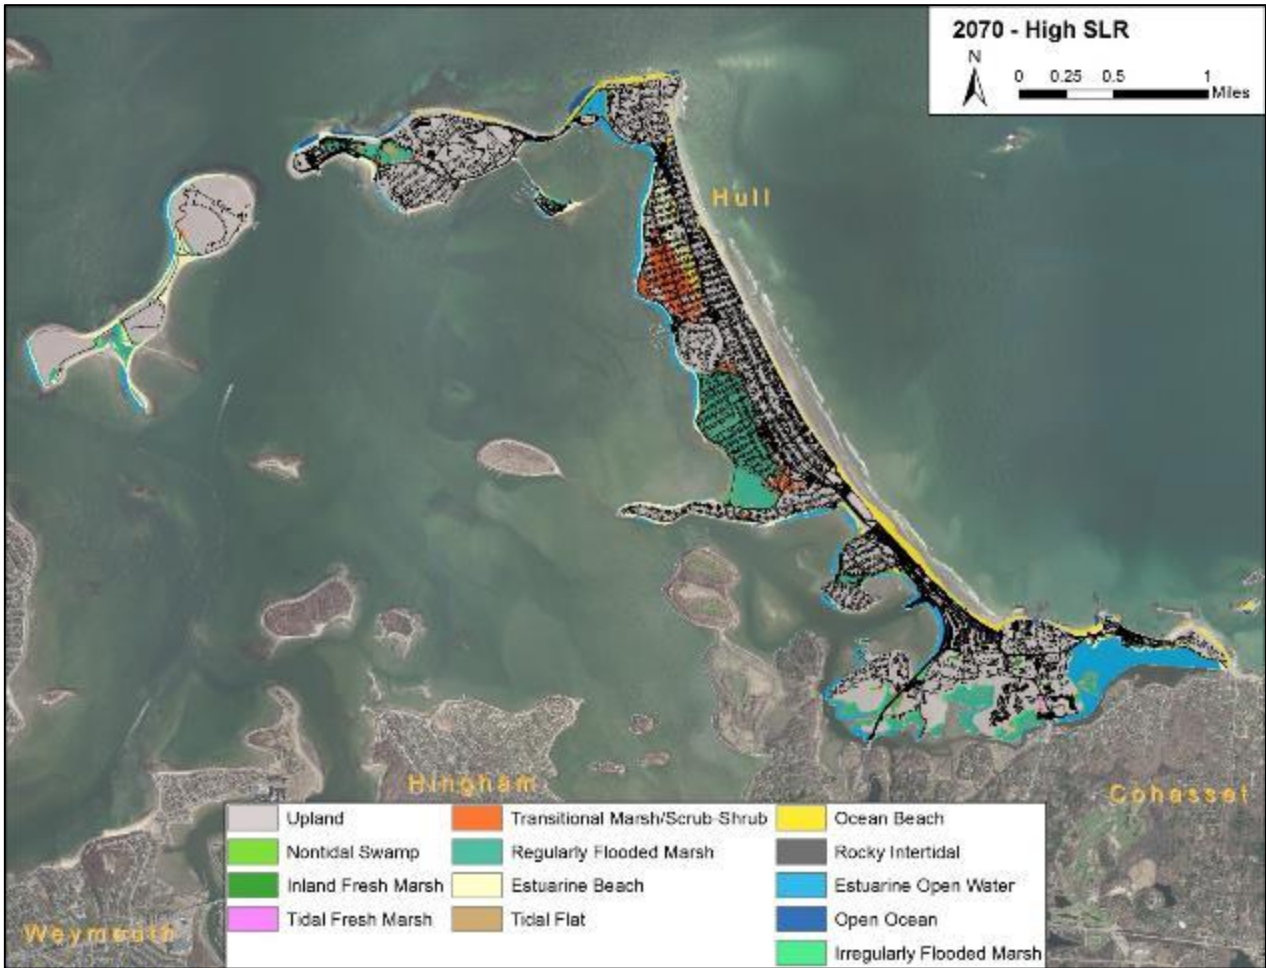 2070 - High SLR
N
0 0.25 0.5 1
Miles
Hull
Hingham
Cohasset
Weymouth
Upland
Nontidal Swamp
Inland Fresh Marsh
Tidal Fresh Marsh
Transitional Marsh/Scrub-Shrub
Regularly Flooded Marsh
Estuarine Beach
Tidal Flat
Ocean Beach
Rocky Intertidal
Estuarine Open Water
Open Ocean
Irregularly Flooded Marsh